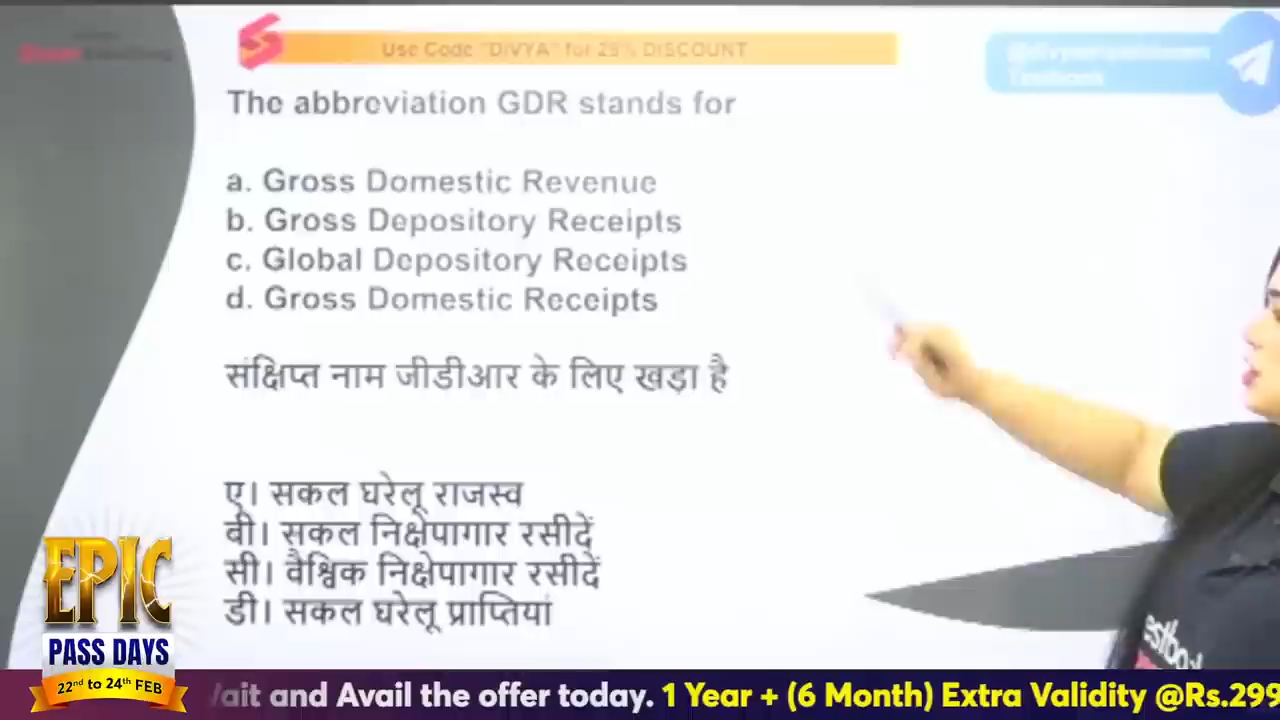 Use Code "DIVYA" for 25% DISCOUNT
The abbreviation GDR stands for
a. Gross Domestic Revenue
b. Gross Depository Receipts
c. Global Depository Receipts
d. Gross Domestic Receipts
संक्षिप्त नाम जीडीआर के लिए खड़ा है
ए। सकल घरेलू राजस्व
बी। सकल निक्षेपागार रसीदें
सी। वैश्विक निक्षेपागार रसीदें
डी। सकल घरेलू प्राप्तियां
EPIC
PASS DAYS
22nd to 24th FEB
and Avail the offer today. 1 Year + (6 Month) Extra Validity @Rs.299